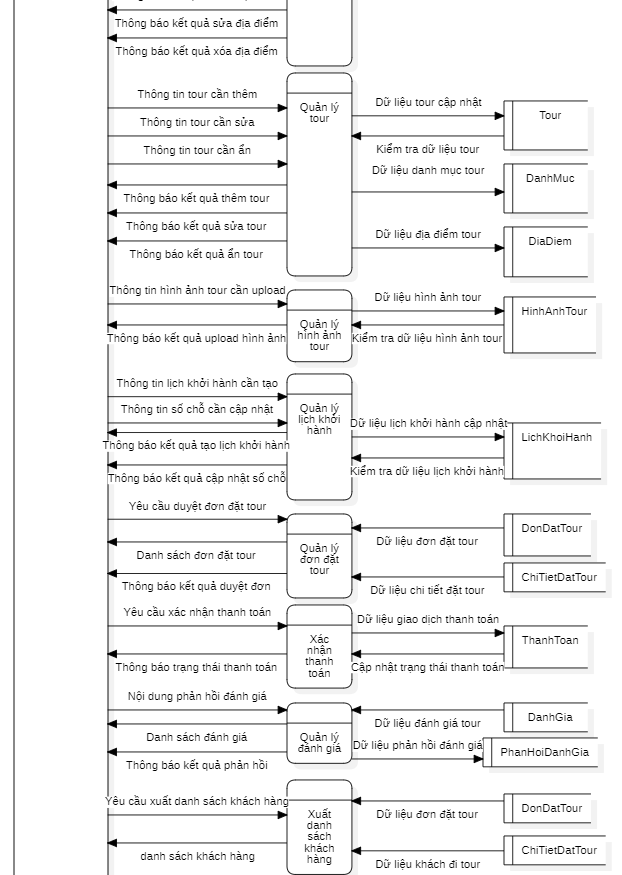 Thông báo kết quả sửa địa điểm
Thông báo kết quả xóa địa điểm
Thông tin tour cần thêm
Thông tin tour cần sửa
Thông tin tour cần ẩn
Thông báo kết quả thêm tour
Thông báo kết quả sửa tour
Thông báo kết quả ẩn tour
Quản lý
tour
Dữ liệu tour cập nhật
Kiểm tra dữ liệu tour
Dữ liệu danh mục tour
Dữ liệu địa điểm tour
Tour
DanhMuc
DiaDiem
Thông tin hình ảnh tour cần upload
Thông báo kết quả upload hình ảnh
Quản lý
hình ảnh
tour
Dữ liệu hình ảnh tour
Kiểm tra dữ liệu hình ảnh tour
HinhAnhTour
Thông tin lịch khởi hành cần tạo
Thông tin số chỗ cần cập nhật
Thông báo kết quả tạo lịch khởi hành
Thông báo kết quả cập nhật số chỗ
Quản lý
lịch khởi
hành
Dữ liệu lịch khởi hành cập nhật
Kiểm tra dữ liệu lịch khởi hành
LichKhoiHanh
Yêu cầu duyệt đơn đặt tour
Danh sách đơn đặt tour
Thông báo kết quả duyệt đơn
Quản lý
đơn đặt
tour
Dữ liệu đơn đặt tour
Dữ liệu chi tiết đặt tour
DonDatTour
ChiTietDatTour
Yêu cầu xác nhận thanh toán
Thông báo trạng thái thanh toán
Xác
nhận
thanh
toán
Dữ liệu giao dịch thanh toán
Cập nhật trạng thái thanh toán
ThanhToan
Nội dung phản hồi đánh giá
Danh sách đánh giá
Thông báo kết quả phản hồi
Quản lý
đánh giá
Dữ liệu đánh giá tour
Dữ liệu phản hồi đánh giá
DanhGia
PhanHoiDanhGia
Yêu cầu xuất danh sách khách hàng
danh sách khách hàng
Xuất
danh
sách
khách
hàng
Dữ liệu đơn đặt tour
Dữ liệu khách đi tour
DonDatTour
ChiTietDatTour